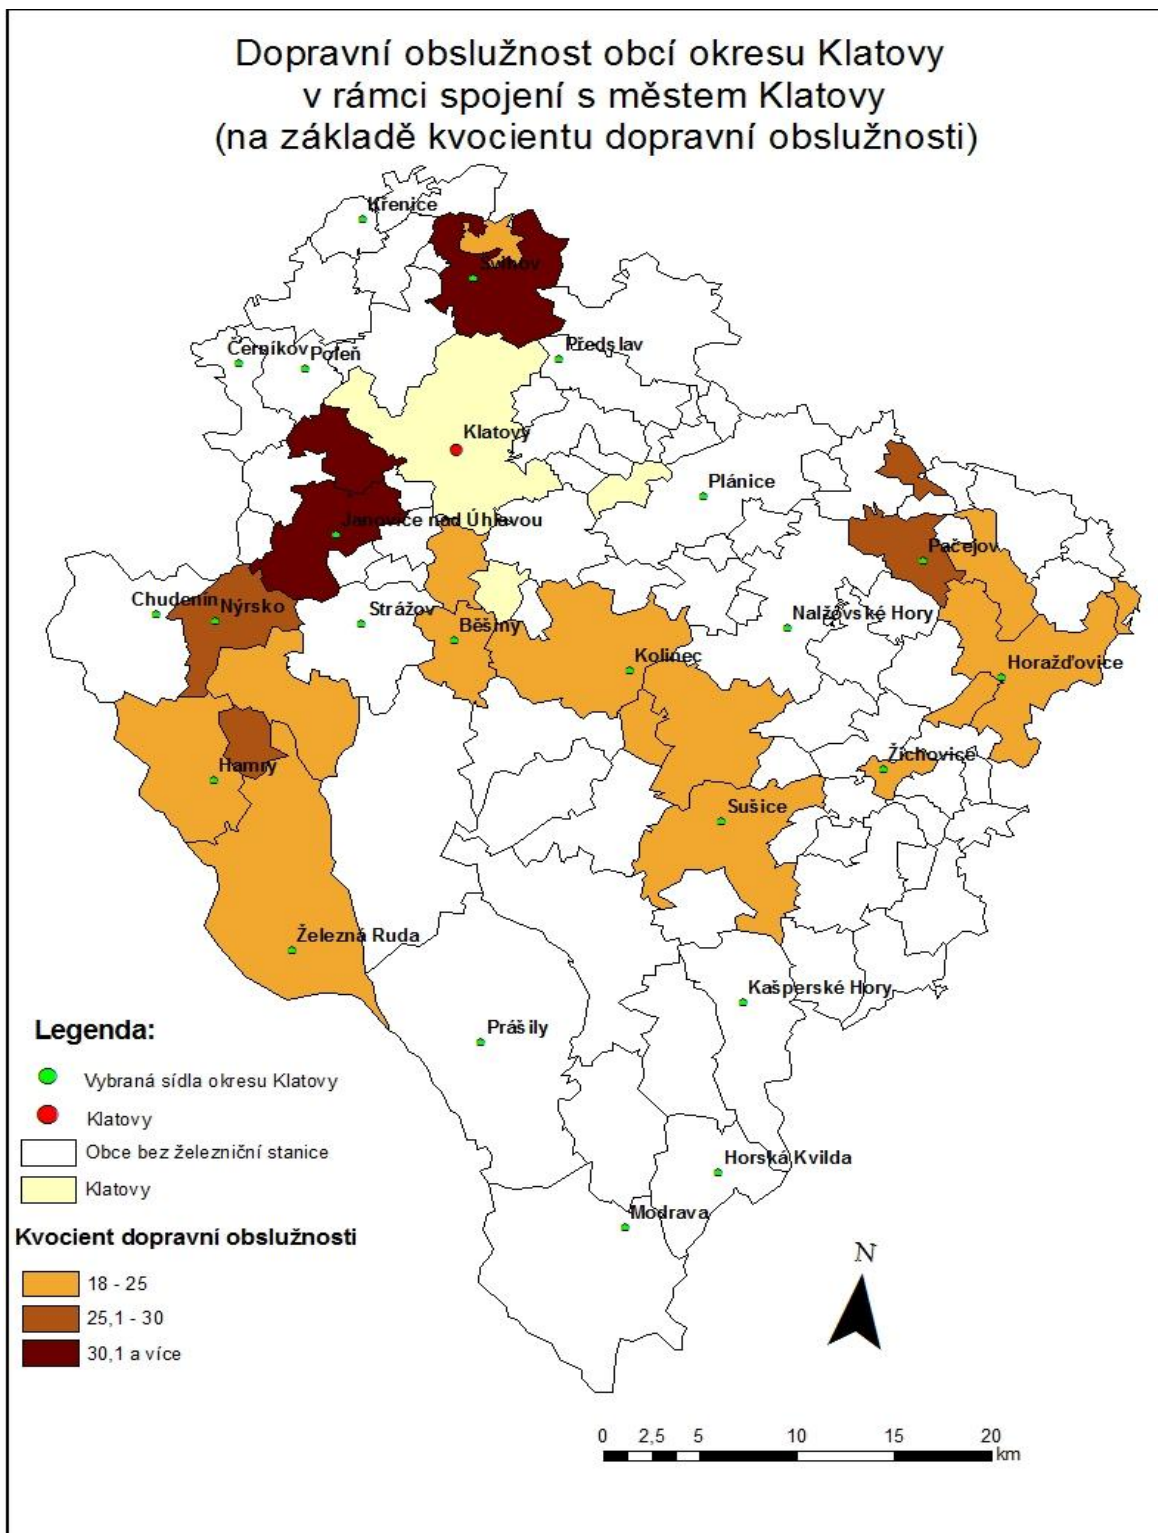 Dopravní obslužnost obcí okresu Klatovy
v rámci spojení s městem Klatovy
(na základě kvocientu dopravní obslužnosti)
Křenice
Švihov
Předslav
Černíkov
Poleň
Klatovy
Plánice
Janovice nad Úhlavou
Pačejov
Chudenín
Nýrsko
Strážov
Běšiny
Nalžovské Hory
Kolinec
Horažďovice
Hamry
Žichovice
Sušice
Železná Ruda
Kašperské Hory
Prášily
Horská Kvilda
Modrava
Legenda:
Vybraná sídla okresu Klatovy
Klatovy
Obce bez železniční stanice
Klatovy
Kvocient dopravní obslužnosti
18 - 25
25,1 - 30
30,1 a více
N
0 2,5 5 10 15 20
km